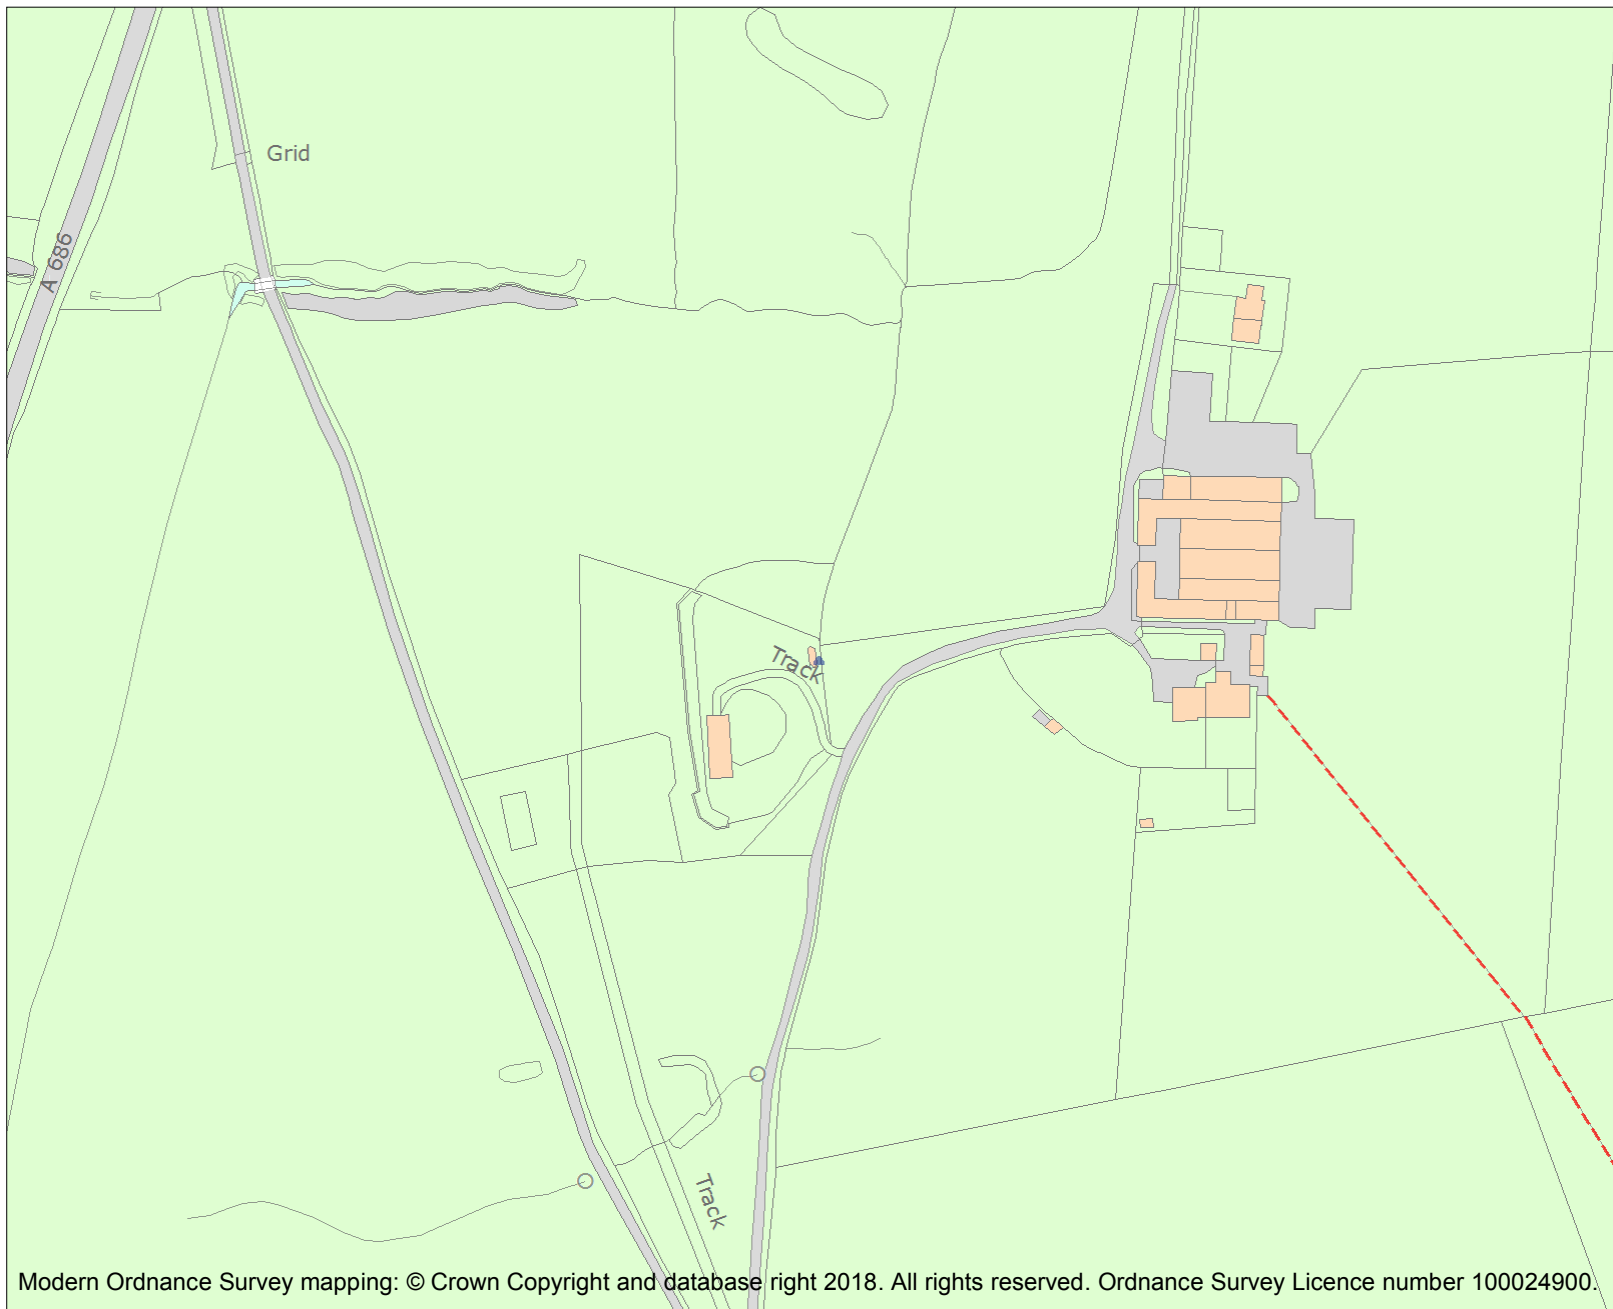 Grid
A 686
Track
Track
Modern Ordnance Survey mapping: © Crown Copyright and database right 2018. All rights reserved. Ordnance Survey Licence number 100024900.